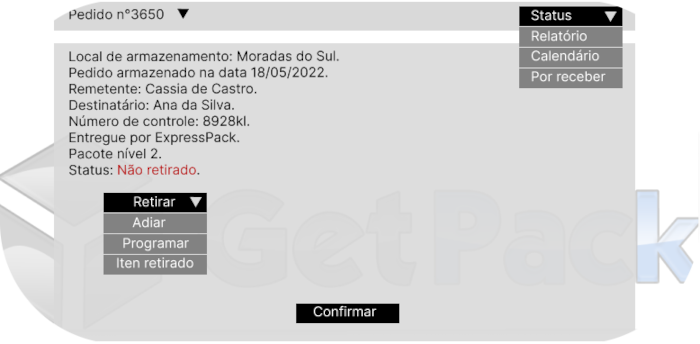 Pedido n°3650
Status
Relatório
Calendário
Por receber
Local de armazenamento: Moradas do Sul.
Pedido armazenado na data 18/05/2022.
Remetente: Cassia de Castro.
Destinatário: Ana da Silva.
Número de controle: 8928kl.
Entregue por ExpressPack.
Pacote nível 2.
Status: Não retirado.
Retirar
Adiar
Programar
Iten retirado
GetPack
Confirmar